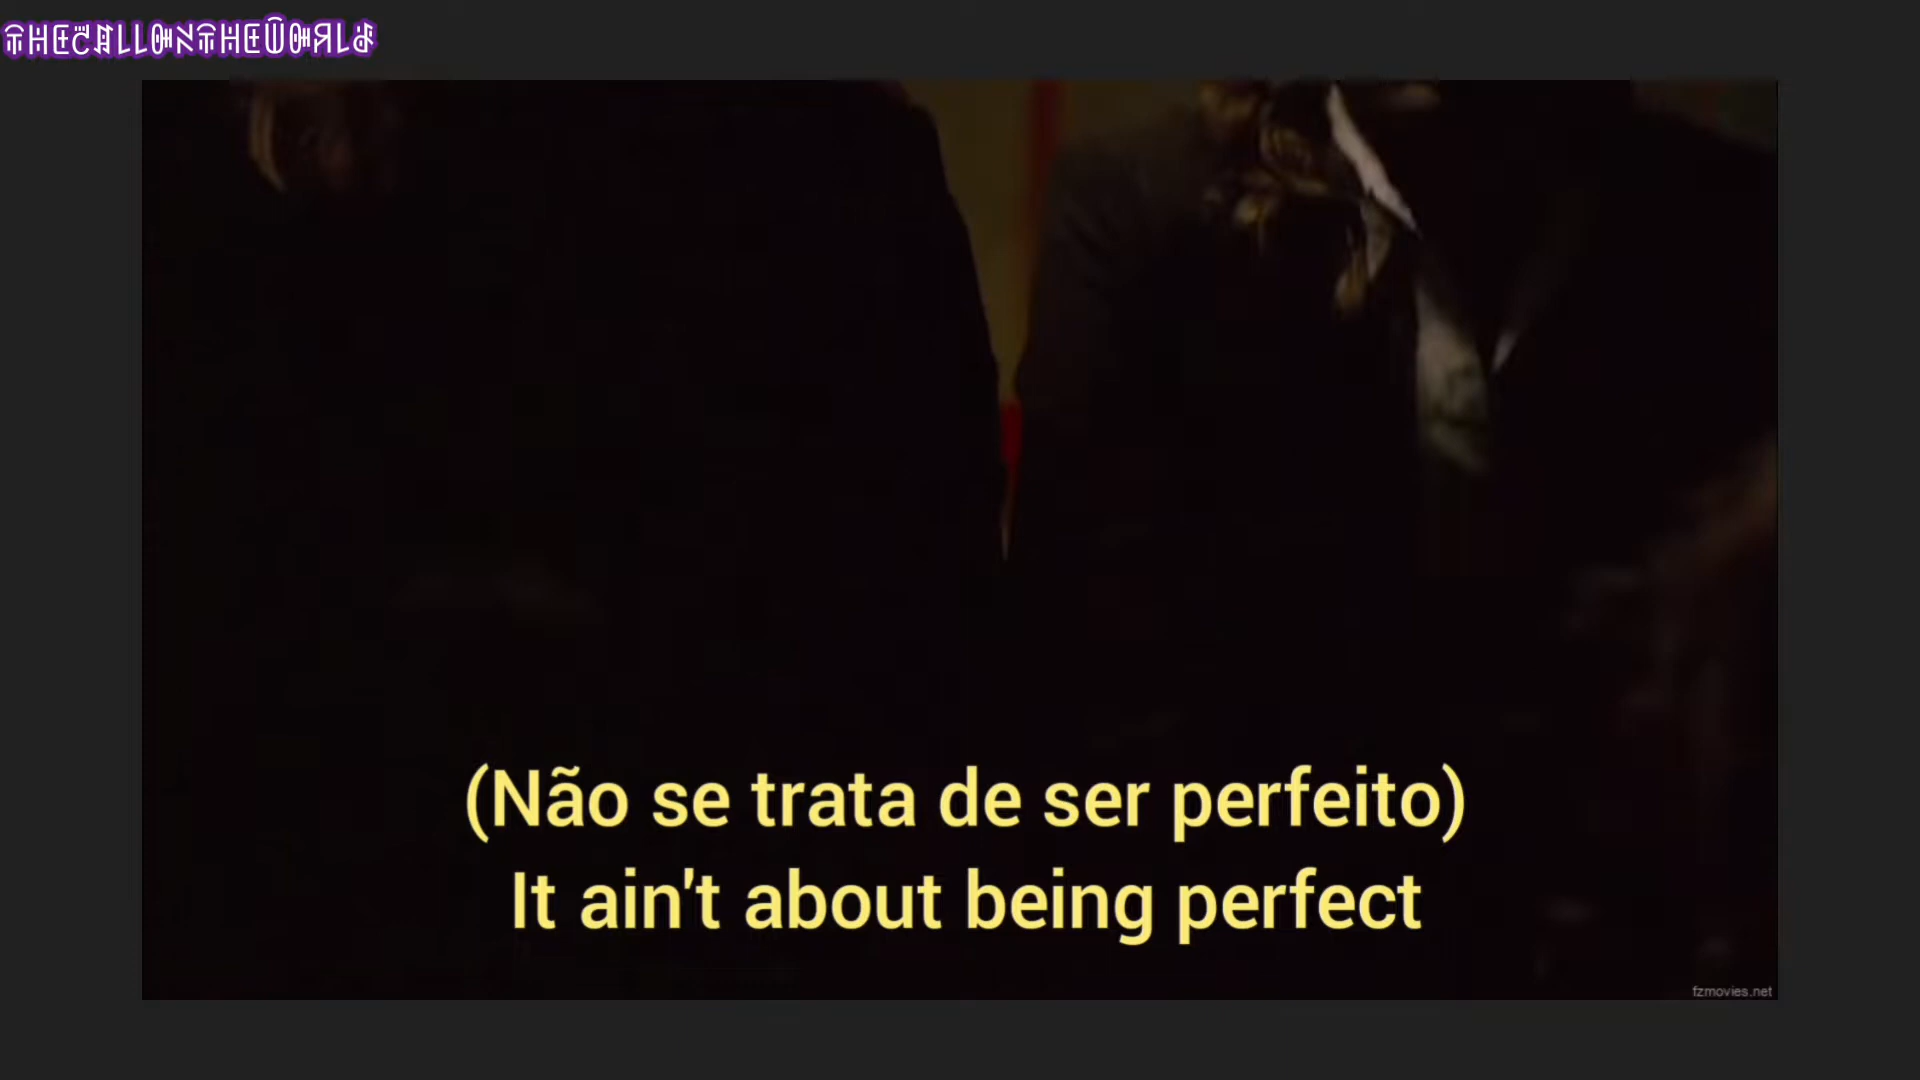 THECALLONTHEWORLD
(Não se trata de ser perfeito)
It ain't about being perfect
fzmovies.net